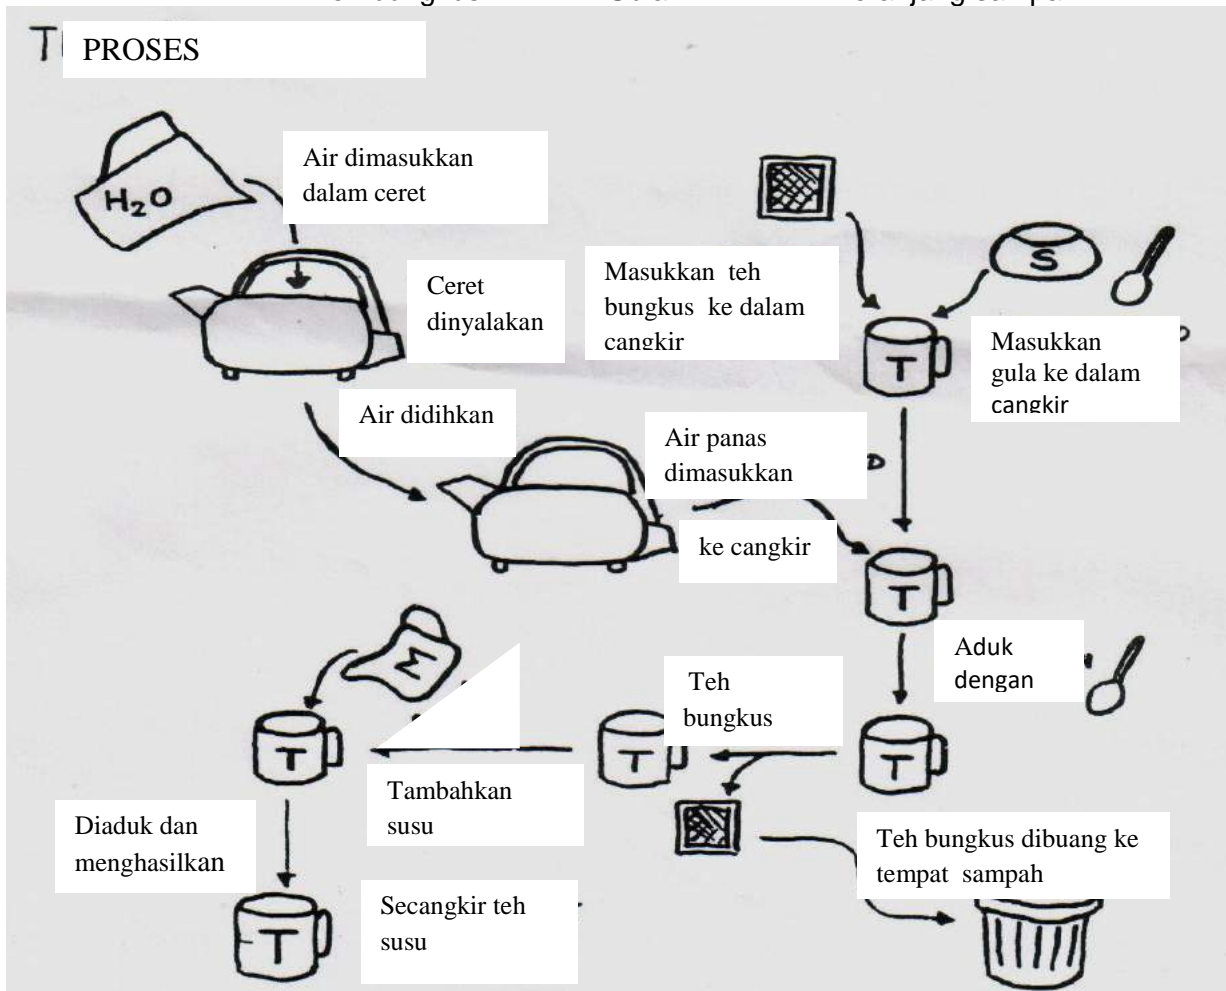 PROSES
H₂O
Air dimasukkan
dalam ceret
Ceret
dinyalakan
Masukkan teh
bungkus ke dalam
cangkir
S
T
Masukkan
gula ke dalam
cangkir
Air didihkan
Air panas
dimasukkan
ke cangkir
T
Aduk
dengan
T
Teh
bungkus
T
M
T
Tambahkan
susu
Diaduk dan
menghasilkan
Teh bungkus dibuang ke
tempat sampah
T
Secangkir teh
susu